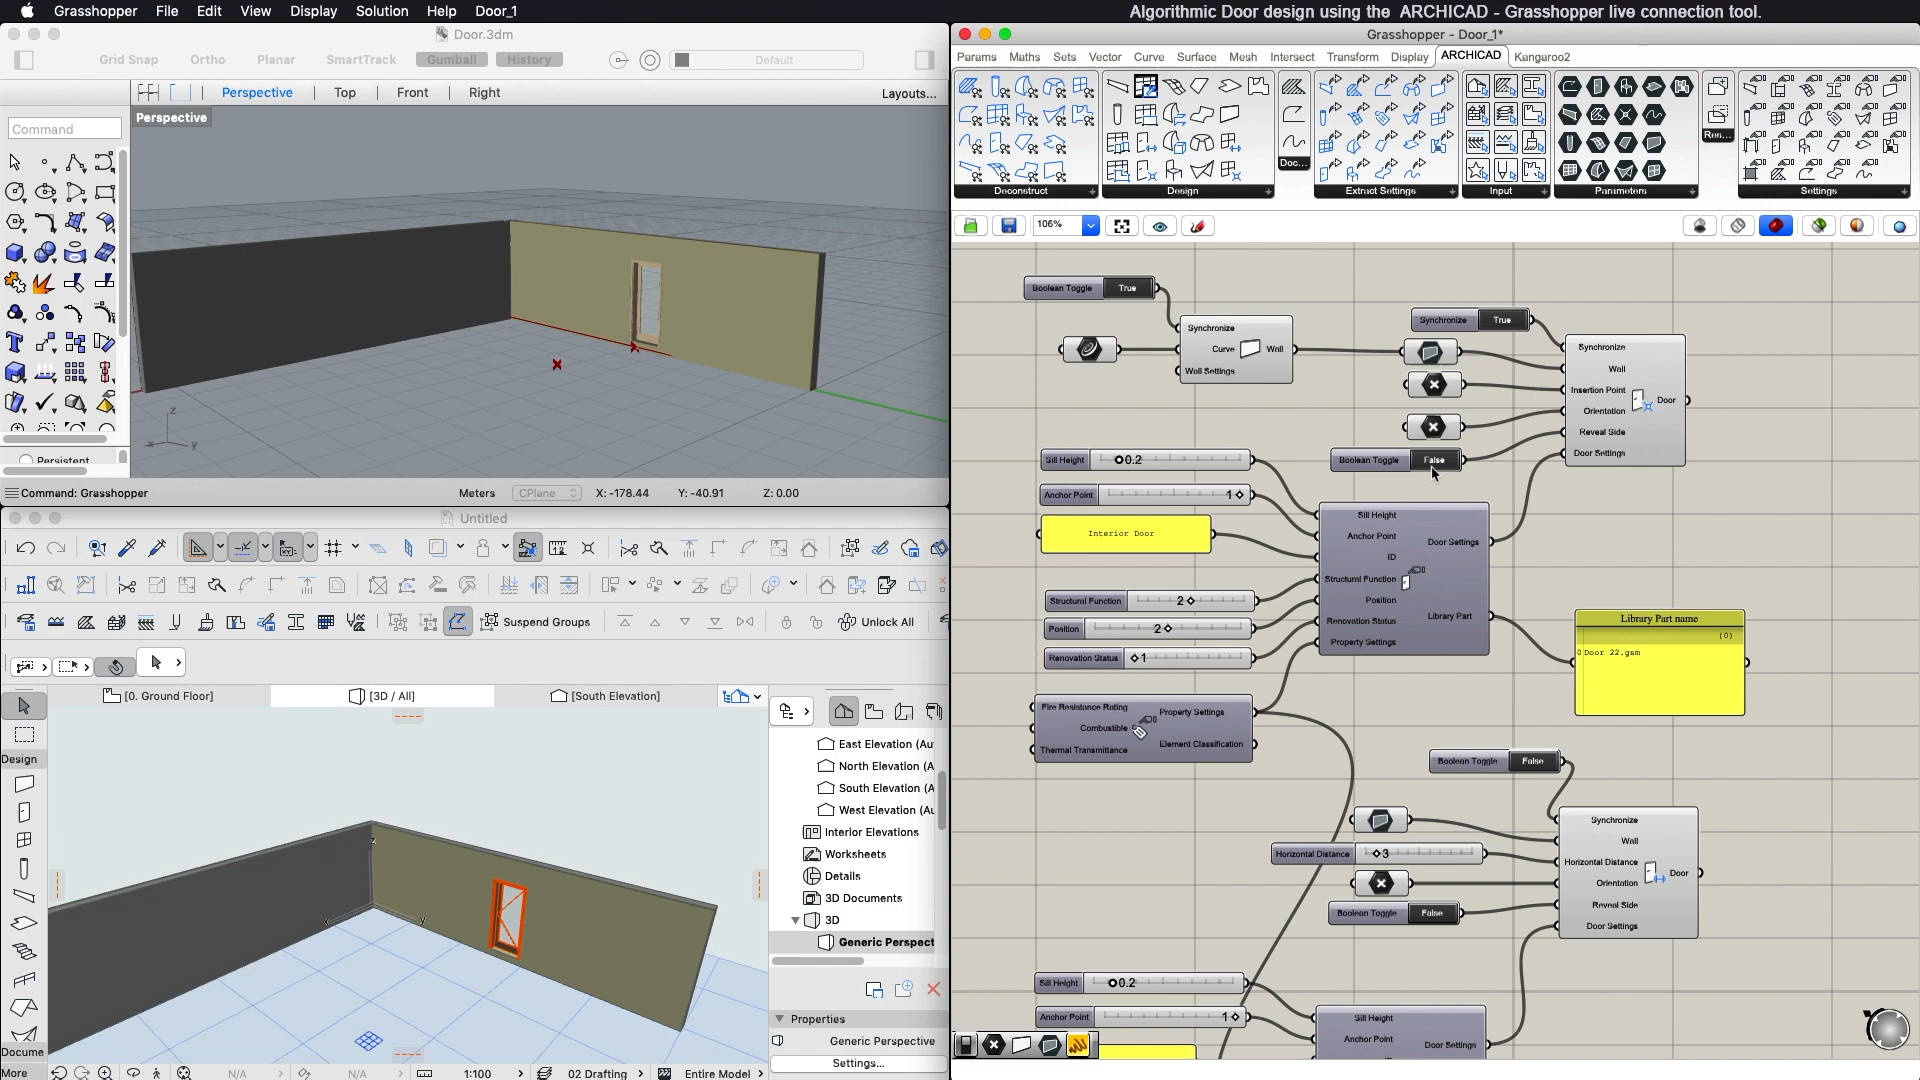 Grasshopper File Edit View Display Solution Help Door_1
Algorithmic Door design using the ARCHICAD - Grasshopper live connection tool.
Door.3dm
Grid Snap Ortho Planar SmartTrack Gumball History Default
Perspective Top Front Right Layouts...
Command
Perspective
z
x y
Persistent
Command: Grasshopper Meters CPlane X: -178.44 Y: -40.91 Z: 0.00
Untitled
Suspend Groups Unlock All
[0. Ground Floor] [3D / All] [South Elevation]
Design
Docume
More
East Elevation (Au
North Elevation (A
South Elevation (A
West Elevation (Au
Interior Elevations
Worksheets
Details
3D Documents
3D
Generic Perspect
Properties
Generic Perspective
Settings...
z
x y
N/A N/A 1:100 02 Drafting Entire Model
Grasshopper - Door_1*
Params Maths Sets Vector Curve Surface Mesh Intersect Transform Display ARCHICAD Kangaroo2
Deconstruct Design Doc... Extract Settings Input Parameters Roo... Settings
106%
Boolean Toggle True
Synchronize
Curve Wall
Wall Settings
Synchronize True
Synchronize
Wall
Insertion Point
Orientation
Reveal Side
Door Settings
Door
Boolean Toggle False
Sill Height 0.2
Anchor Point 1
Interior Door
Structural Function 2
Position 2
Renovation Status 1
Sill Height
Anchor Point
ID
Structural Function
Position
Renovation Status
Property Settings
Door Settings
Library Part
Library Part name
{0}
0 Door 22.gsm
Fire Resistance Rating
Combustible
Thermal Transmittance
Property Settings
Element Classification
Boolean Toggle False
Horizontal Distance 3
Boolean Toggle False
Synchronize
Wall
Horizontal Distance
Orientation
Reveal Side
Door Settings
Door
Sill Height 0.2
Anchor Point 1
Sill Height
Anchor Point
Door Settings